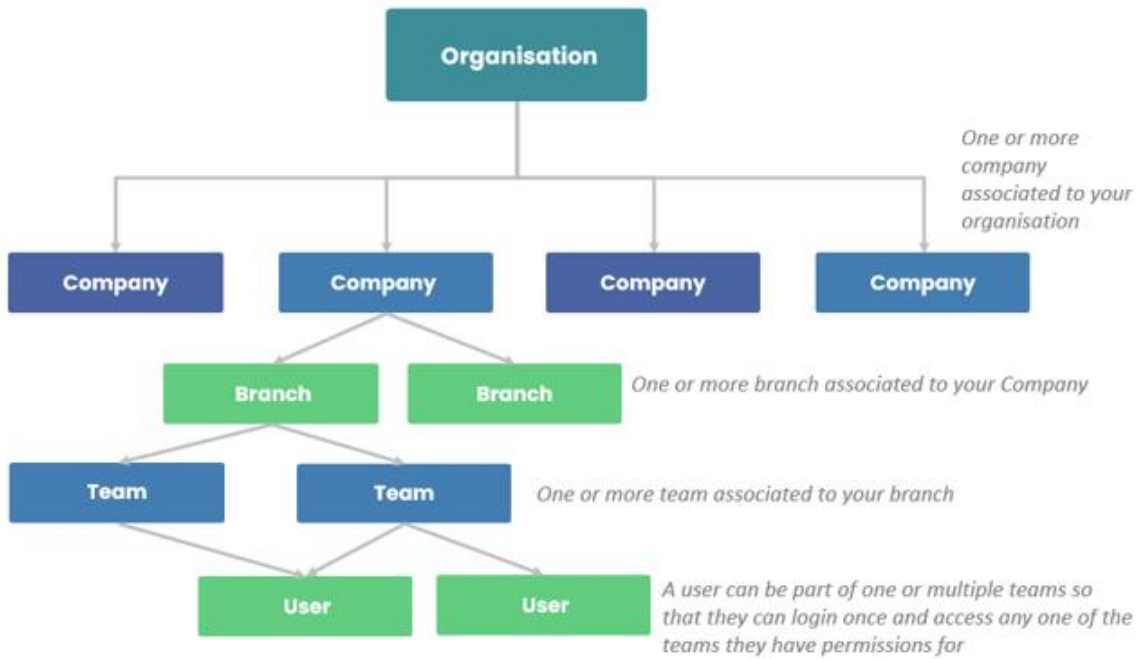 Organisation
One or more
company
associated to your
organisation
Company
Company
Company
Company
Branch
Branch
One or more branch associated to your Company
Team
Team
One or more team associated to your branch
User
User
A user can be part of one or multiple teams so
that they can login once and access any one of the
teams they have permissions for